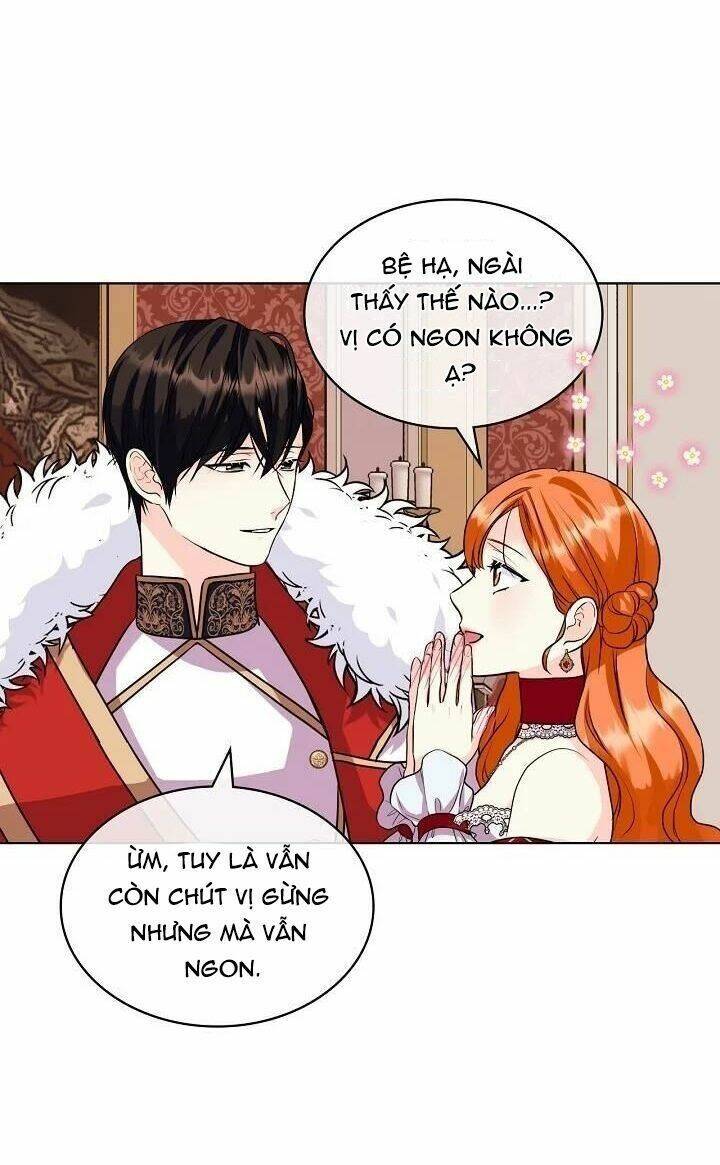 BỆ HẠ, NGÀI
THẤY THẾ NÀO...?
VỊ CÓ NGON KHÔNG
Ạ?
ỪM, TUY LÀ VẪN
CÒN CHÚT VỊ GỪNG
NHƯNG MÀ VẪN
NGON.